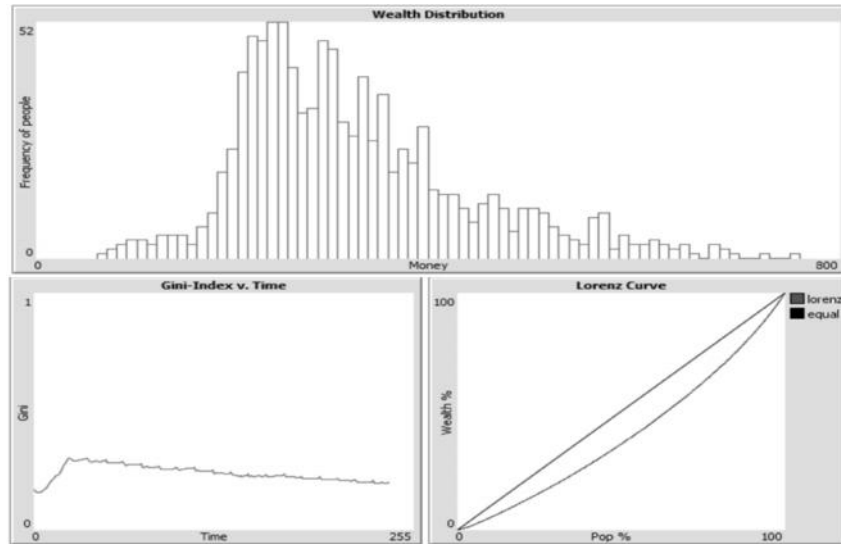 Wealth Distribution
52
Frequency of people
0
0
Money
800
Gini-Index v. Time
1
Gini
0
0
Time
255
Lorenz Curve
100
Wealth %
0
0
Pop %
100
lorenz
equal